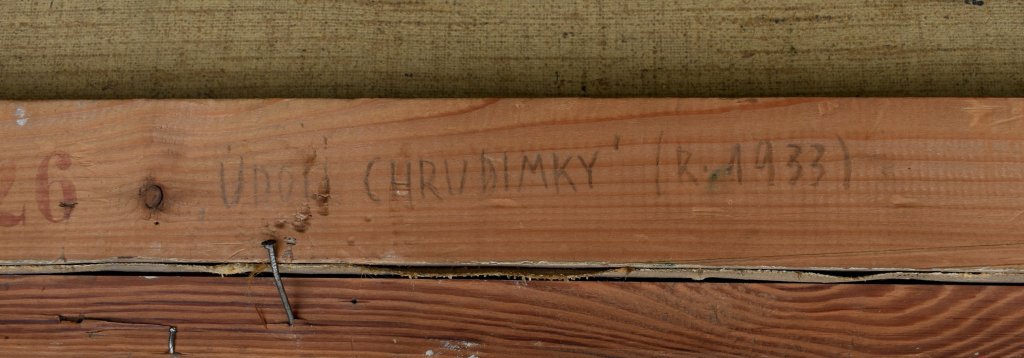 26 „ÚDOLÍ CHRUDIMKY" (R. 1933)